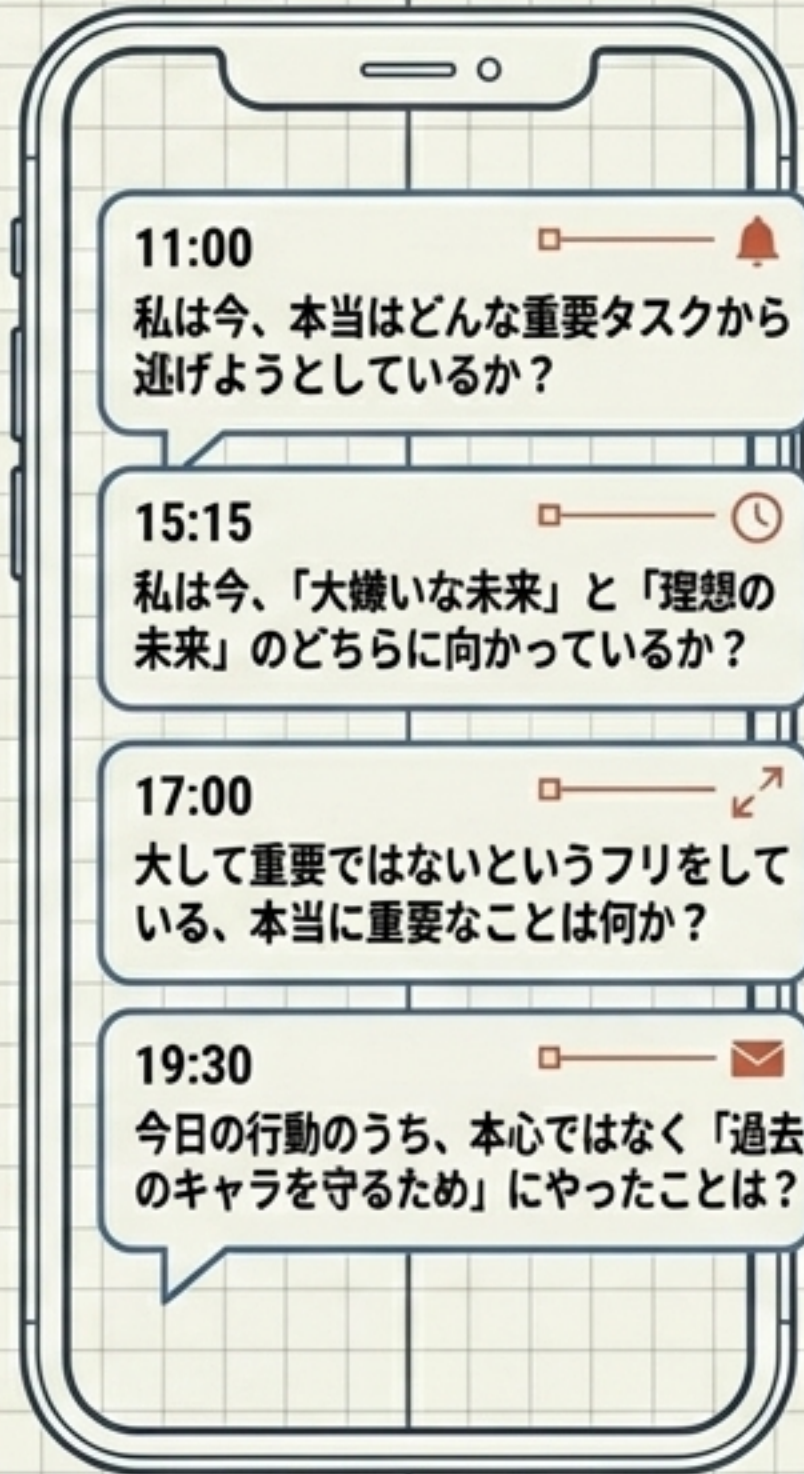 11:00
私は今、本当はどんな重要タスクから
逃げようとしているか？
15:15
私は今、「大嫌いな未来」と「理想の
未来」のどちらに向かっているか？
17:00
大して重要ではないというフリをして
いる、本当に重要なことは何か？
19:30
今日の行動のうち、本心ではなく「過去
のキャラを守るため」にやったことは？